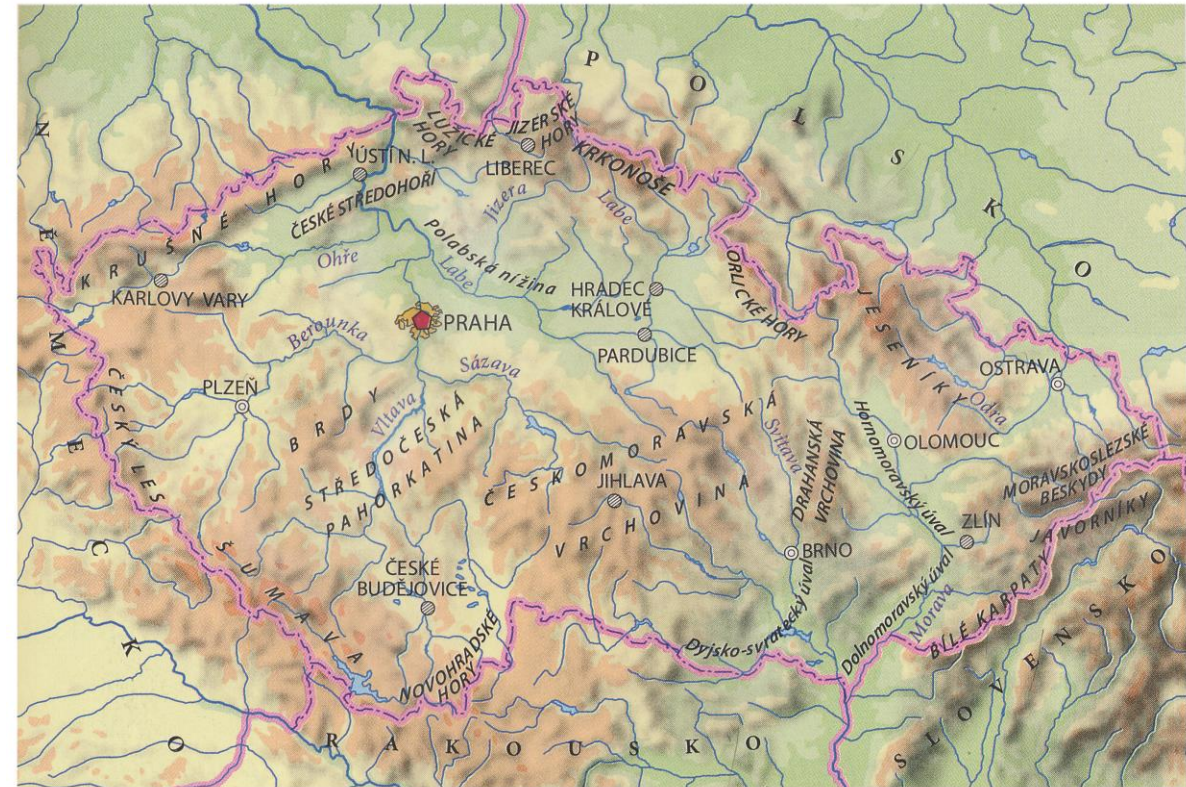 POLSKO
NĚMECKO
RAKOUSKO
SLOVENSKO
LUŽICKÉ
HORY
JIZERSKÉ
HORY
KRKONOŠE
KRUŠNÉ HORY
ÚSTÍ N. L.
LIBEREC
ČESKÉ STŘEDOHOŘÍ
Jizera
Labe
Polabská nížina
Ohře
Labe
KARLOVY VARY
HRADEC
KRÁLOVÉ
ORLICKÉ HORY
PRAHA
JESENÍKY
Berounka
PARDUBICE
Sázava
OSTRAVA
PLZEŇ
Odra
ČESKÝ LES
BRDY
Vltava
STŘEDOČESKÁ
PAHORKATINA
ČESKOMORAVSKÁ
VRCHOVINA
JIHLAVA
Svitava
DRAHANSKÁ
VRCHOVINA
Hornomoravský úval
OLOMOUC
MORAVSKOSLEZSKÉ
BESKYDY
JAVORNÍKY
ZLÍN
BRNO
ŠUMAVA
ČESKÉ
BUDĚJOVICE
NOVOHRADSKÉ
HORY
Dyjsko-svratecký úval
Dolnomoravský úval
Morava
BÍLÉ KARPATY